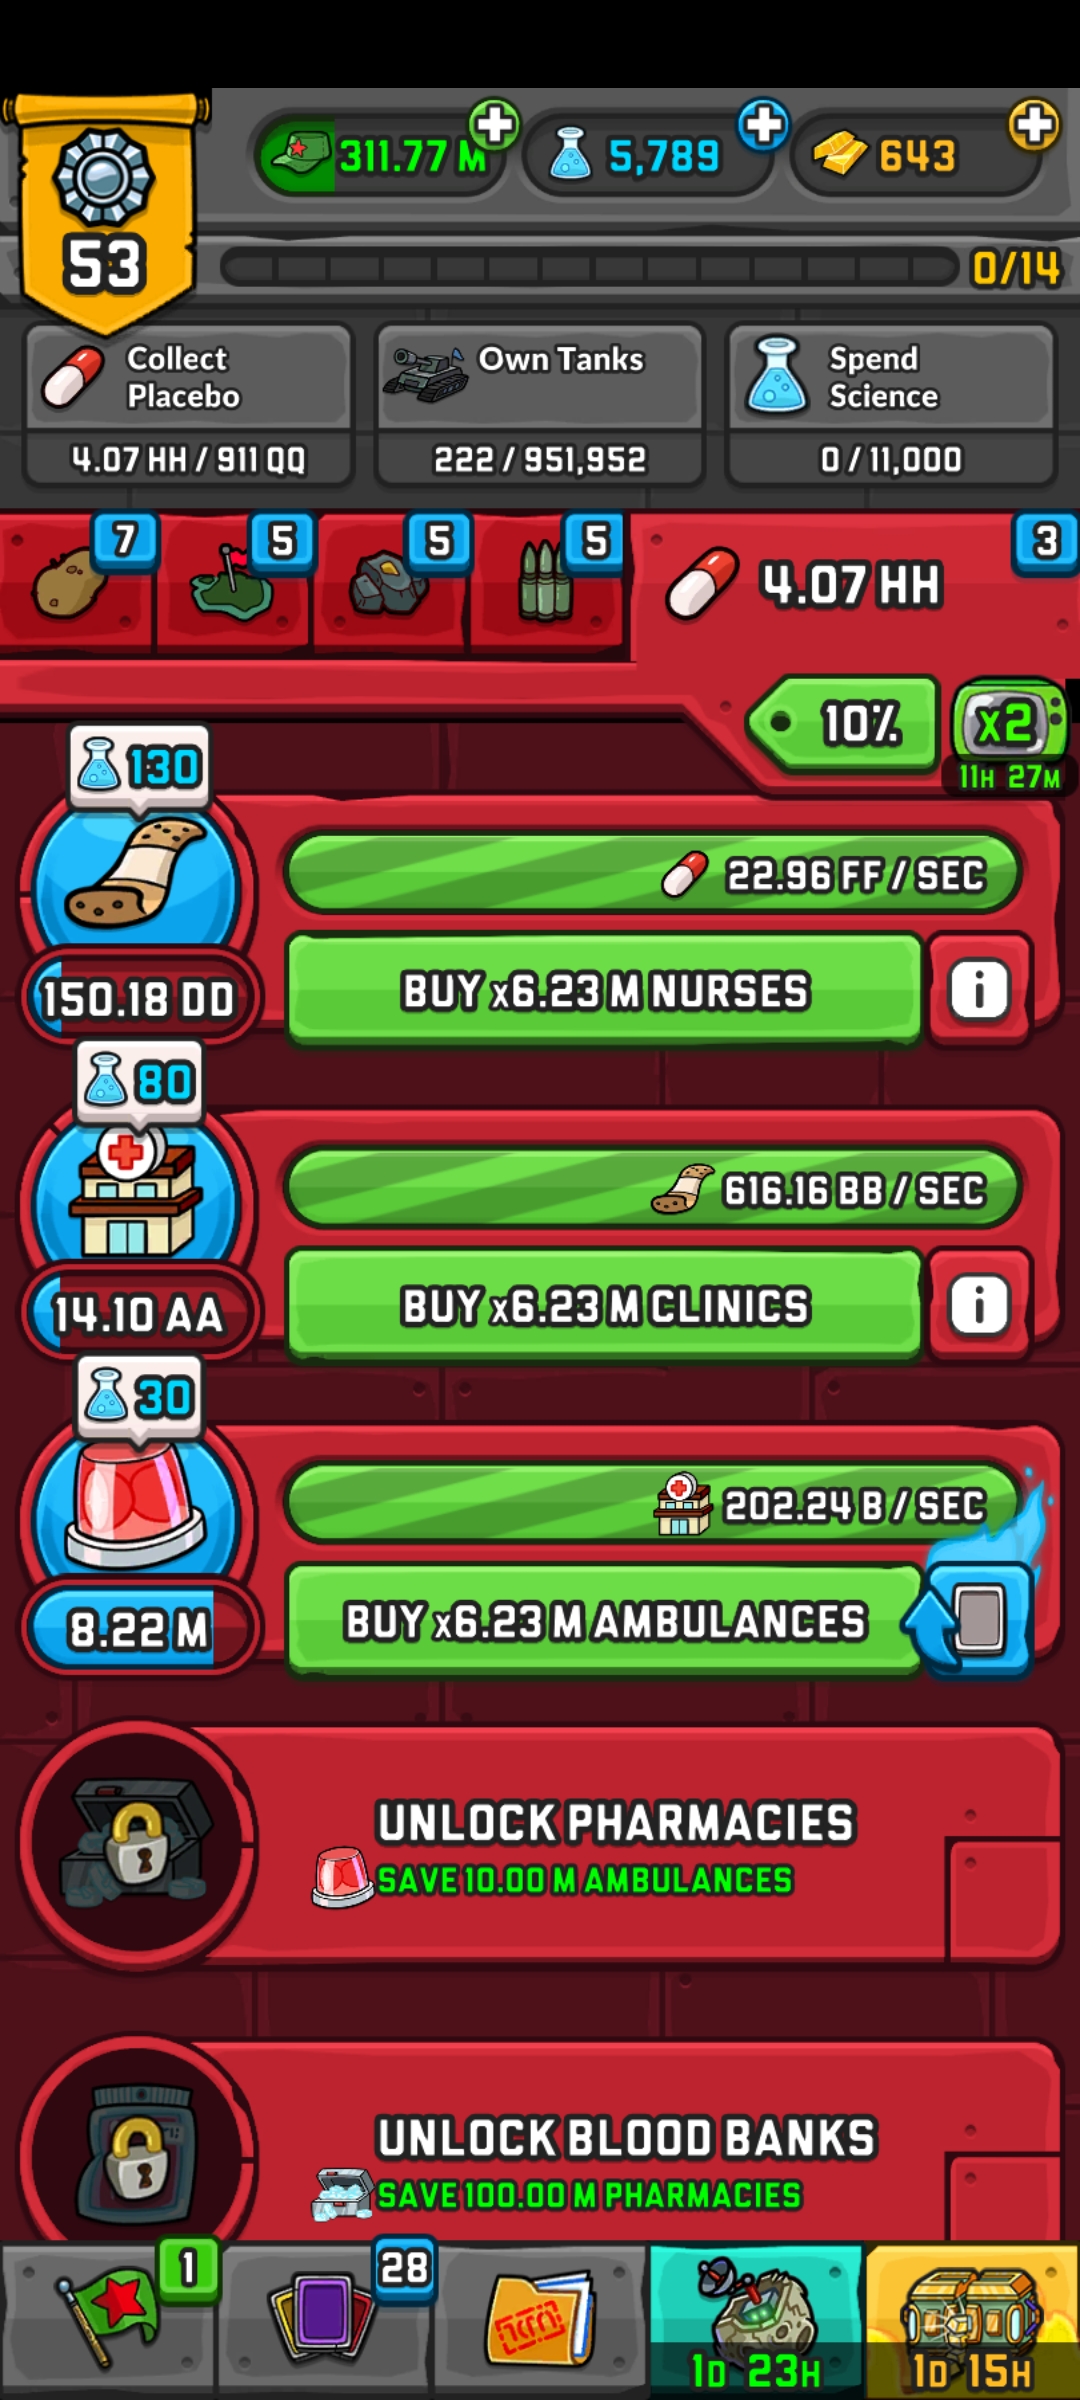 311.77 M
5,789
643
53
0/14
Collect
Placebo
4.07 HH / 911 QQ
Own Tanks
222 / 951,952
Spend
Science
0 / 11,000
7
5
5
5
4.07 HH
3
10%
x2
11H 27M
130
22.96 FF / SEC
150.18 DD
BUY x6.23 M NURSES
i
80
616.16 BB / SEC
14.10 AA
BUY x6.23 M CLINICS
i
30
202.24 B / SEC
8.22 M
BUY x6.23 M AMBULANCES
UNLOCK PHARMACIES
SAVE 10.00 M AMBULANCES
UNLOCK BLOOD BANKS
SAVE 100.00 M PHARMACIES
1
28
1D 23H
1D 15H